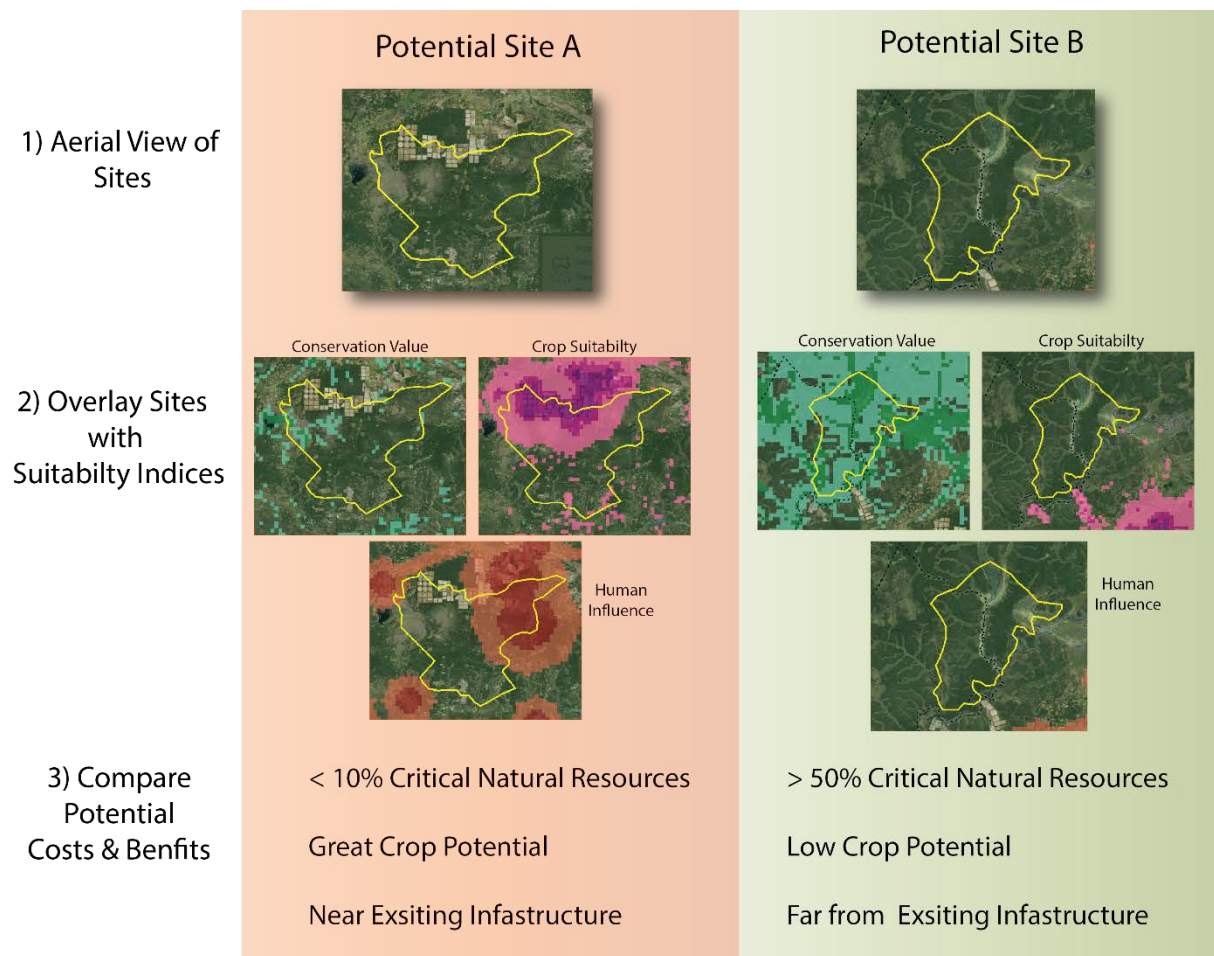 Potential Site A
Potential Site B
1) Aerial View of
Sites
Conservation Value
Crop Suitabilty
Conservation Value
Crop Suitabilty
2) Overlay Sites
with
Suitabilty Indices
Human
Influence
Human
Influence
3) Compare
Potential
Costs & Benfits
< 10% Critical Natural Resources
> 50% Critical Natural Resources
Great Crop Potential
Low Crop Potential
Near Exsiting Infastructure
Far from Exsiting Infastructure